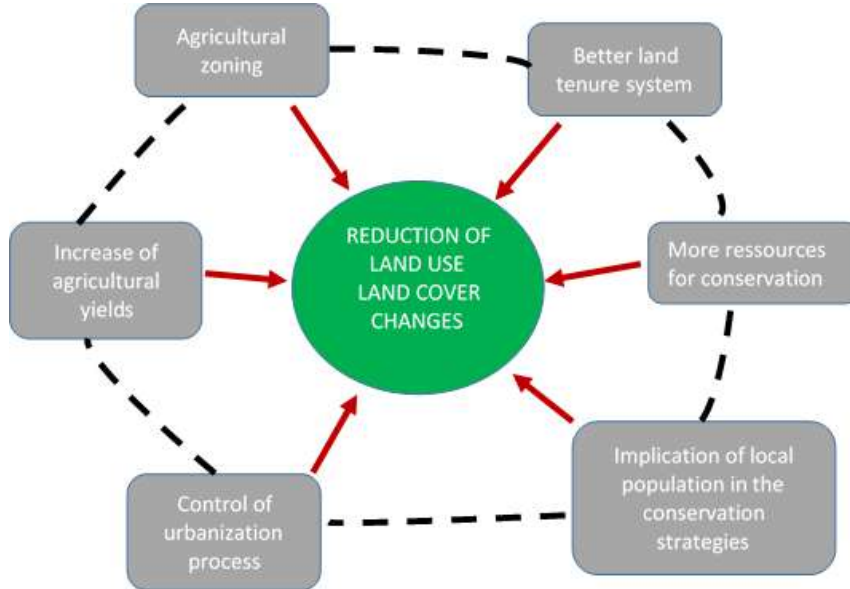 Agricultural
zoning
Better land
tenure system
REDUCTION OF
LAND USE
LAND COVER
CHANGES
Increase of
agricultural
yields
More ressources
for conservation
Control of
urbanization
process
Implication of local
population in the
conservation
strategies